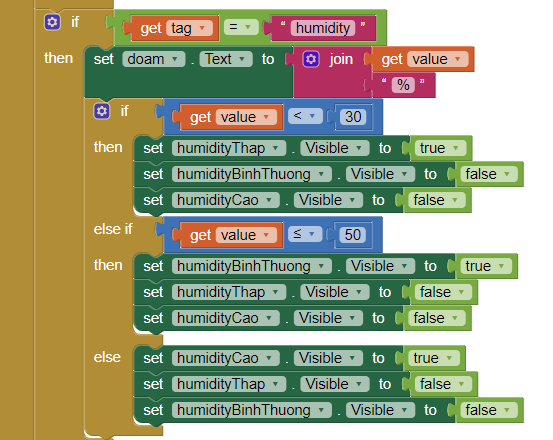 if get tag = " humidity "
then set doam . Text to join get value
" % "
if get value < 30
then set humidityThap . Visible to true
set humidityBinhThuong . Visible to false
set humidityCao . Visible to false
else if get value ≤ 50
then set humidityBinhThuong . Visible to true
set humidityThap . Visible to false
set humidityCao . Visible to false
else set humidityCao . Visible to true
set humidityThap . Visible to false
set humidityBinhThuong . Visible to false